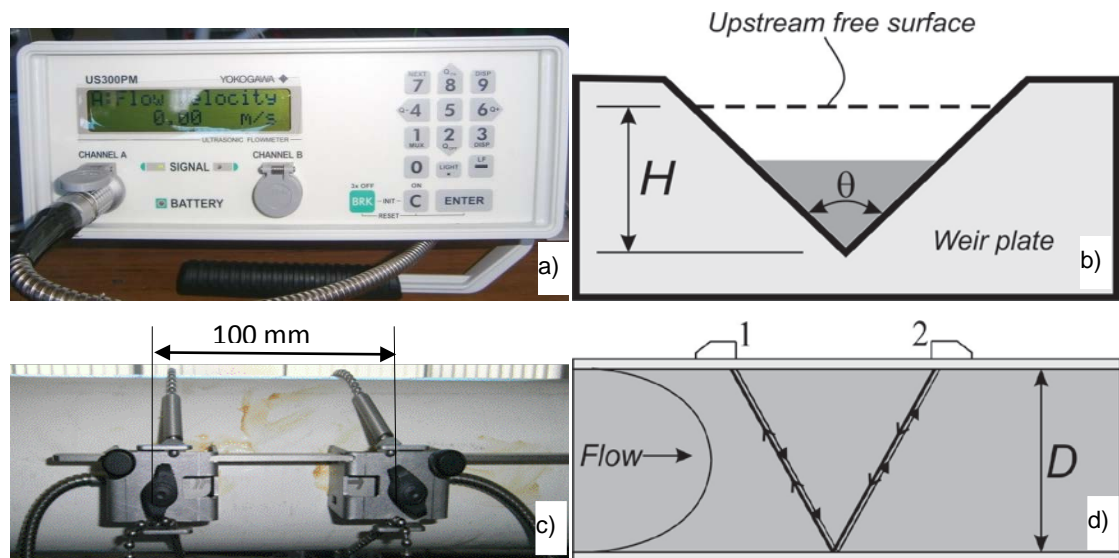 US300PM
YOKOGAWA
A:Flow Velocity
0.00 m/s
ULTRASONIC FLOWMETER
CHANNEL A
SIGNAL
CHANNEL B
BATTERY
NEXT
DISP
7
8
9
Q-
4
5
6
Q+
1
2
3
MUX
DISP
0
LIGHT
LF
3x OFF
ON
BRK
INIT
C
ENTER
RESET
a)
Upstream free surface
H
θ
Weir plate
b)
100 mm
c)
1
2
Flow
D
d)